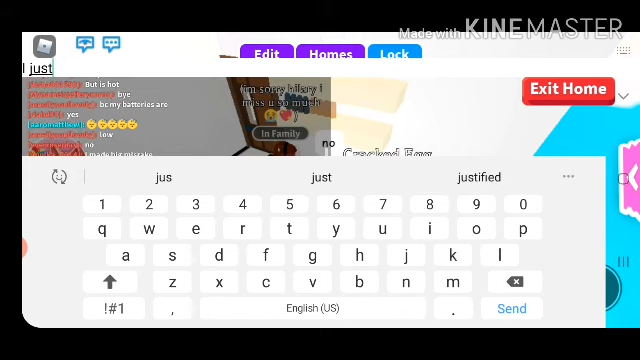 Made with KINEMASTER
Edit Homes Lock
I just
Exit Home
But is hot
bye
bc my batteries are
yes
low
no
I made big misrake
(im sorry hilary i
miss u so much
In Family
no
Cracked Egg
jus just justified
1 2 3 4 5 6 7 8 9 0
q w e r t y u i o p
a s d f g h j k l
z x c v b n m
!#1 , English (US) . Send